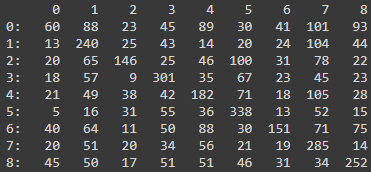 0 1 2 3 4 5 6 7 8
0: 60 88 23 45 89 30 41 101 93
1: 13 240 25 43 14 20 24 104 44
2: 20 65 146 25 46 100 31 78 22
3: 18 57 9 301 35 67 23 45 23
4: 21 49 38 42 182 71 18 105 28
5: 5 16 31 55 36 338 13 52 15
6: 40 64 11 50 88 30 151 71 75
7: 20 51 20 34 56 21 19 285 14
8: 45 50 17 51 51 46 31 34 252